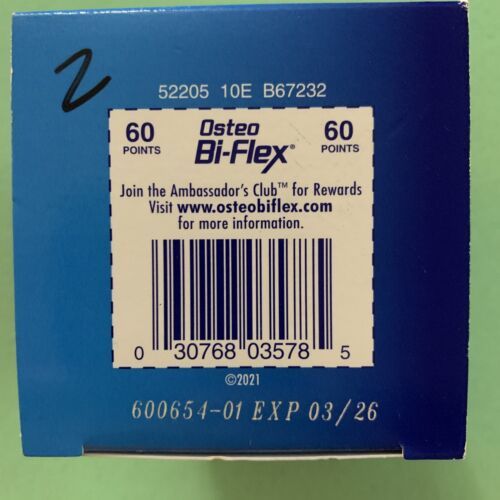 2
52205 10E B67232
60 POINTS
Osteo Bi-Flex®
60 POINTS
Join the Ambassador's Club™ for Rewards
Visit www.osteobiflex.com
for more information.
0 30768 03578 5
©2021
600654-01 EXP 03/26